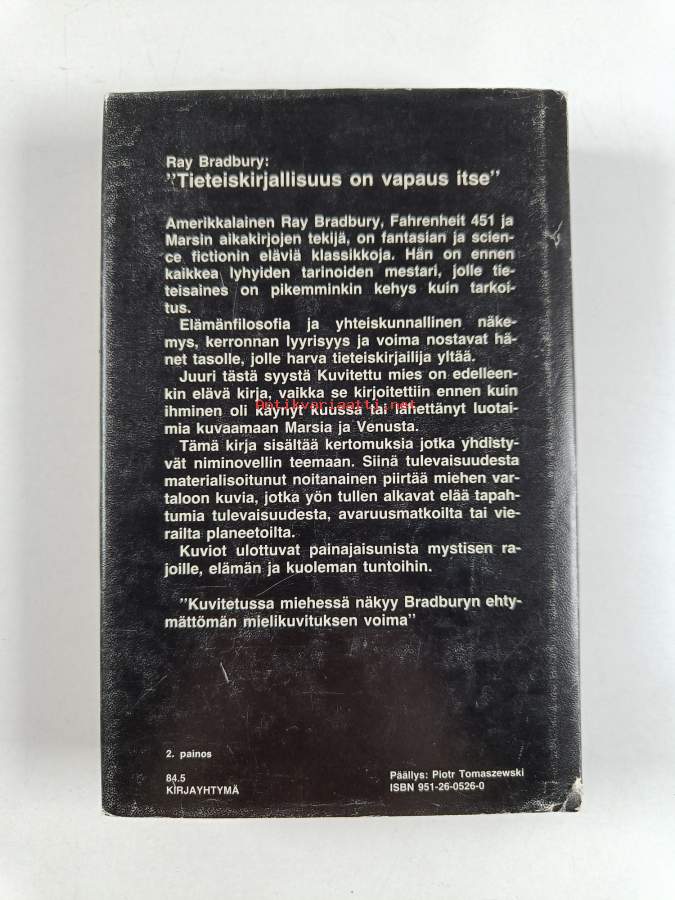 Ray Bradbury:
"Tieteiskirjallisuus on vapaus itse"
Amerikkalainen Ray Bradbury, Fahrenheit 451 ja
Marsin aikakirjojen tekijä, on fantasian ja scien-
ce fictionin eläviä klassikkoja. Hän on ennen
kaikkea lyhyiden tarinoiden mestari, jolle tie-
teisaines on pikemminkin kehys kuin tarkoi-
tus.
Elämänfilosofia ja yhteiskunnallinen näke-
mys, kerronnan lyyrisyys ja voima nostavat hä-
net tasolle, jolle harva tieteiskirjailija yltää.
Juuri tästä syystä Kuvitettu mies on edelleen-
kin elävä kirja, vaikka se kirjoitettiin ennen kuin
Antikvariaatti.net
ihminen oli käynyt kuussa tai lähettänyt luotai-
mia kuvaamaan Marsia ja Venusta.
Tämä kirja sisältää kertomuksia jotka yhdisty-
vät niminovellin teemaan. Siinä tulevaisuudesta
materialisoitunut noitanainen piirtää miehen var-
taloon kuvia, jotka yön tullen alkavat elää tapah-
tumia tulevaisuudesta, avaruusmatkoilta tai vie-
railta planeetoilta.
Kuviot ulottuvat painajaisunista mystisen ra-
joille, elämän ja kuoleman tuntoihin.
"Kuvitetussa miehessä näkyy Bradburyn ehty-
mättömän mielikuvituksen voima"
2. painos
84.5
KIRJAYHTYMÄ
Päällys: Piotr Tomaszewski
ISBN 951-26-0526-0